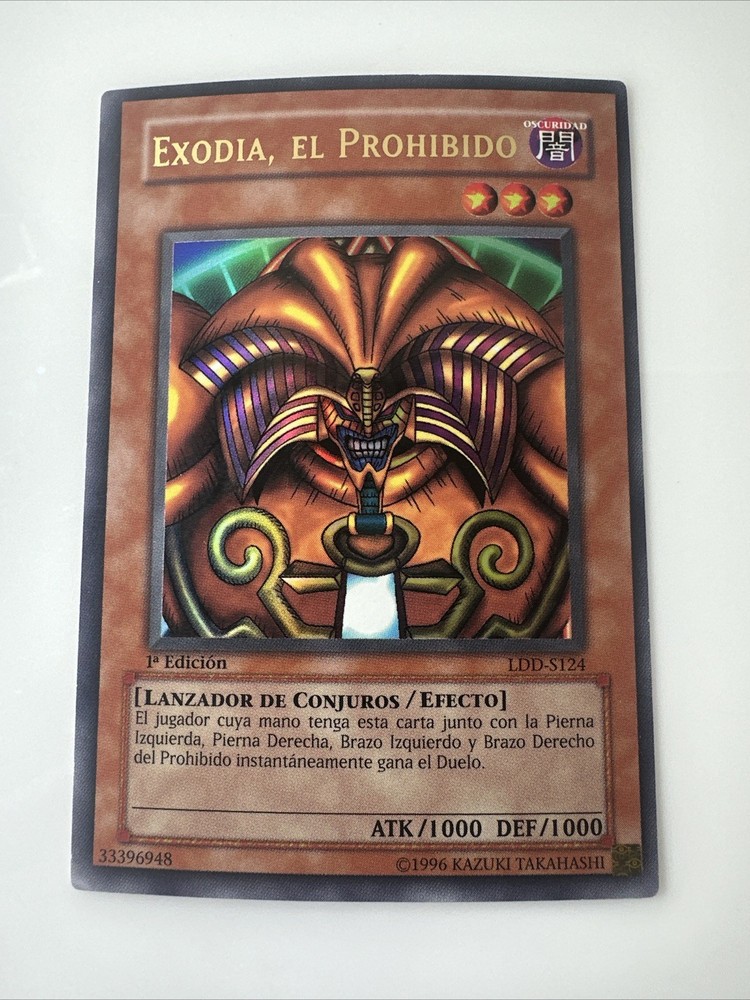 EXODIA, EL PROHIBIDO
OSCURIDAD
闇
1ª Edición
LDD-S124
[LANZADOR DE CONJUROS / EFECTO]
El jugador cuya mano tenga esta carta junto con la Pierna
Izquierda, Pierna Derecha, Brazo Izquierdo y Brazo Derecho
del Prohibido instantáneamente gana el Duelo.
ATK/1000 DEF/1000
33396948
©1996 KAZUKI TAKAHASHI